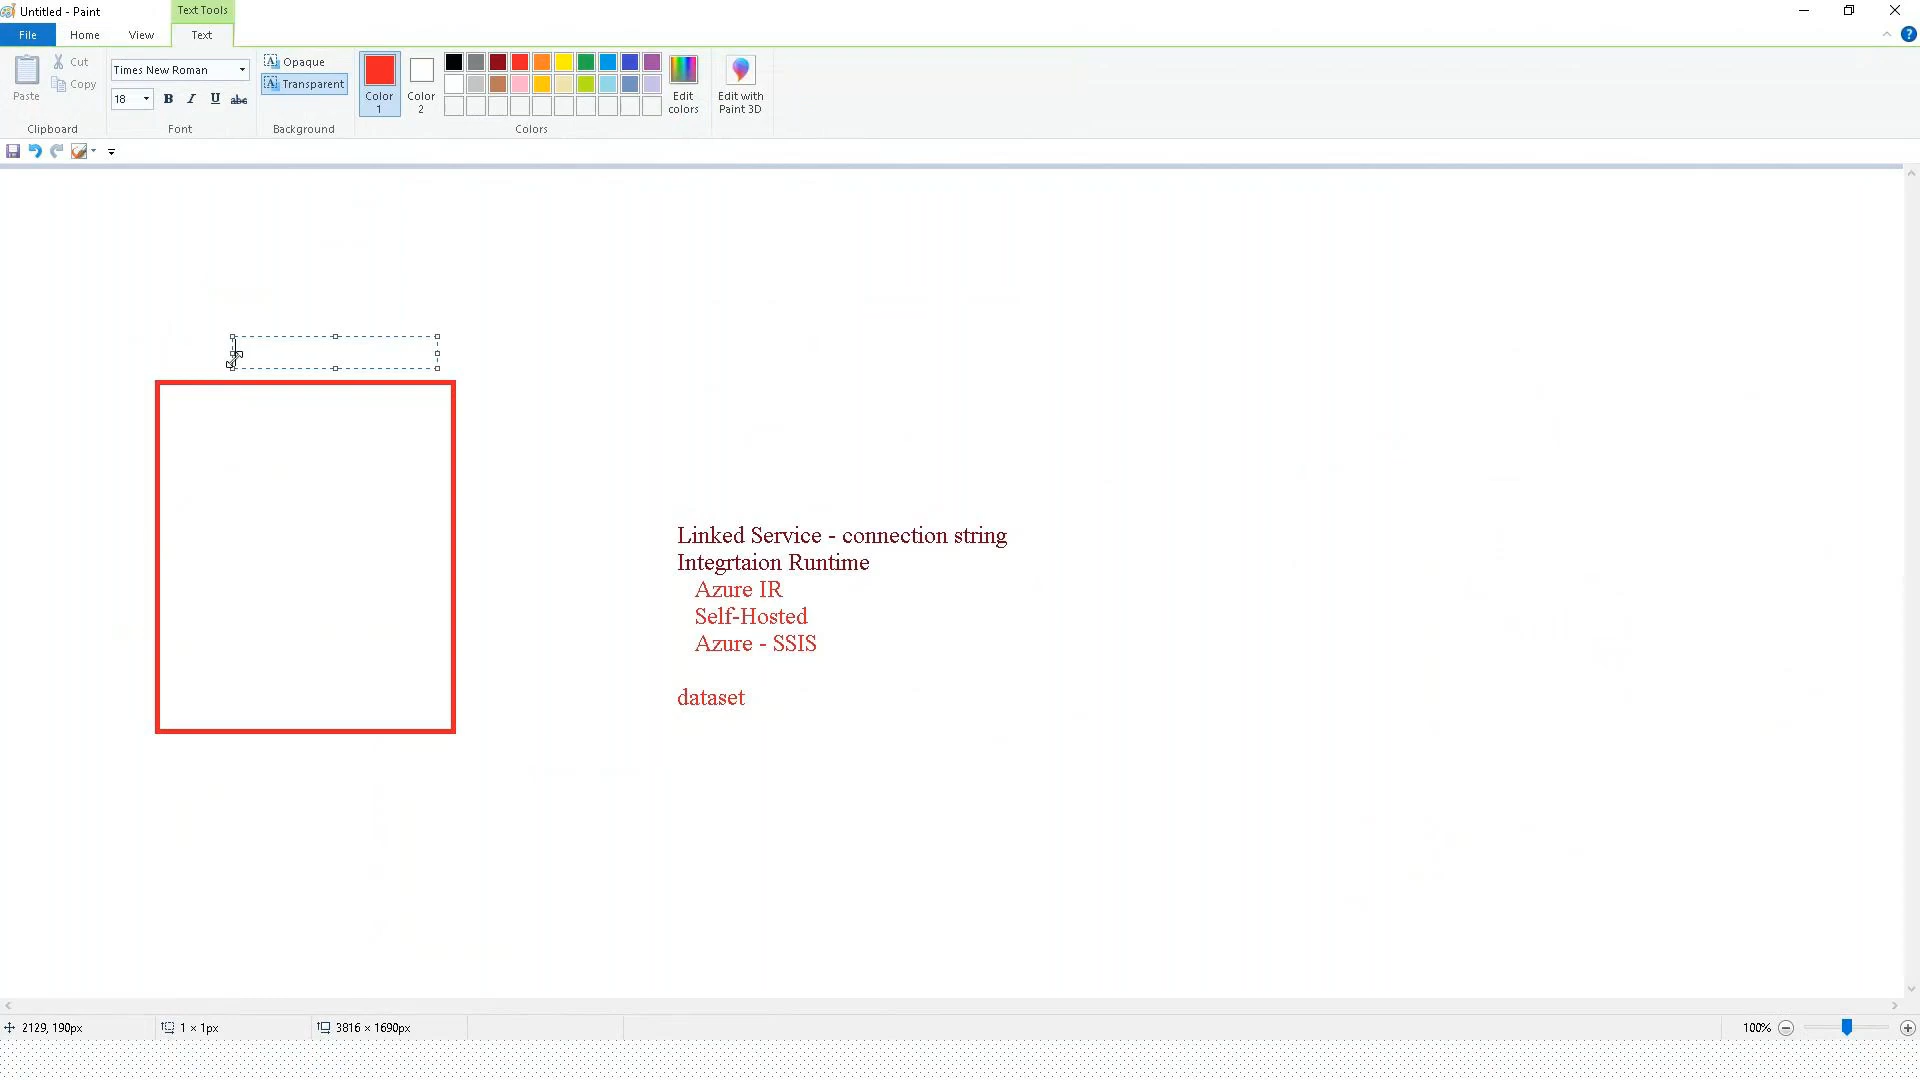 Untitled - Paint
Text Tools
File
Home
View
Text
Paste
Cut
Copy
Clipboard
Times New Roman
18
B
I
U
abc
Font
Opaque
Transparent
Background
Color
1
Color
2
Edit
colors
Colors
Edit with
Paint 3D
Linked Service - connection string
Integrtaion Runtime
Azure IR
Self-Hosted
Azure - SSIS
dataset
2129, 190px
1 × 1px
3816 × 1690px
100%